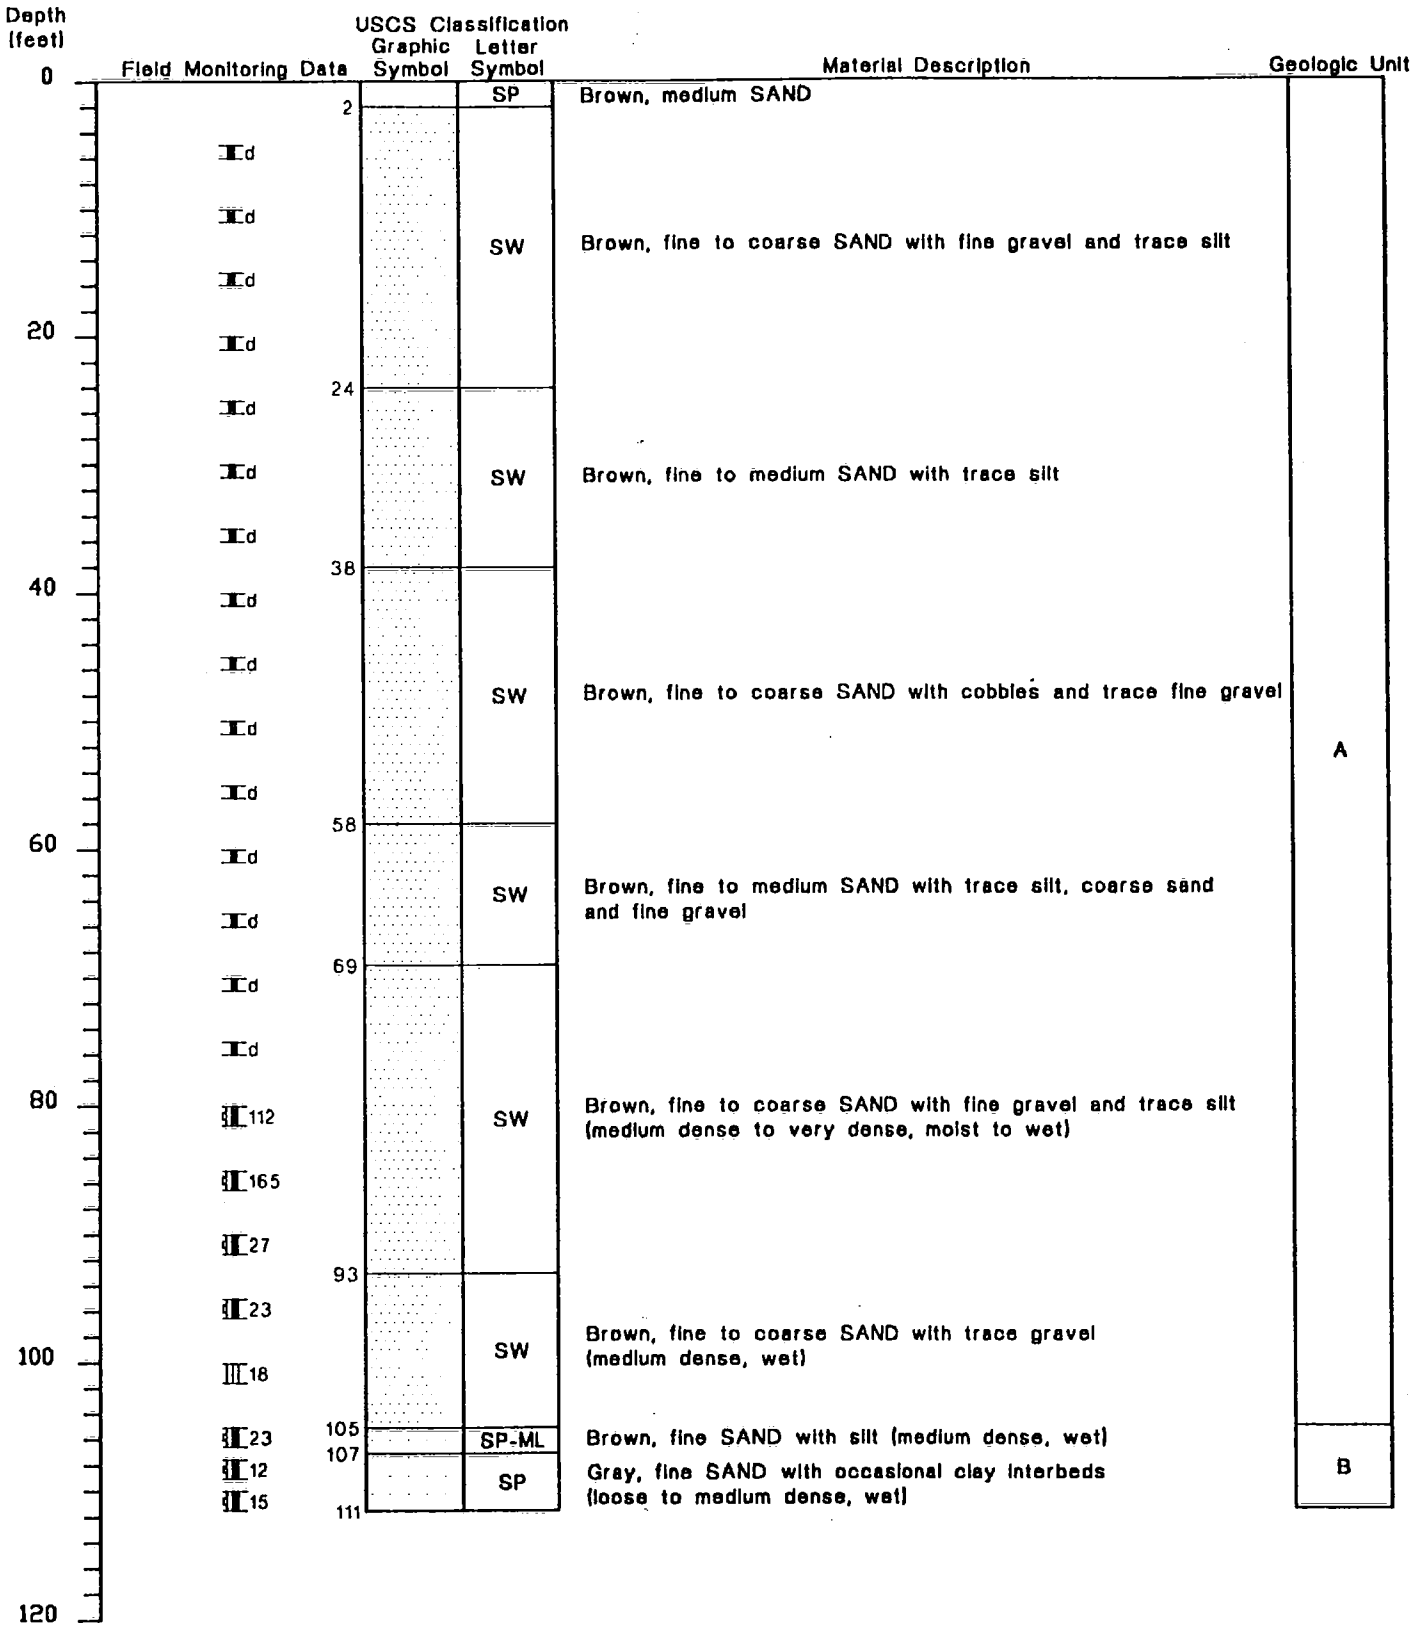 Depth
(feet)
USCS Classification
Graphic Letter
Field Monitoring Data Symbol Symbol Material Description Geologic Unit
0
SP Brown, medium SAND
2
d
d
SW Brown, fine to coarse SAND with fine gravel and trace silt
d
20
d
24
d
d
SW Brown, fine to medium SAND with trace silt
d
38
40
d
d
SW Brown, fine to coarse SAND with cobbles and trace fine gravel
d
A
d
58
60
d
SW Brown, fine to medium SAND with trace silt, coarse sand
and fine gravel
d
69
d
d
80
112
SW Brown, fine to coarse SAND with fine gravel and trace silt
(medium dense to very dense, moist to wet)
165
27
93
23
SW Brown, fine to coarse SAND with trace gravel
(medium dense, wet)
100
18
105
23 SP-ML Brown, fine SAND with silt (medium dense, wet)
107
12 SP Gray, fine SAND with occasional clay interbeds
(loose to medium dense, wet)
B
15
111
120